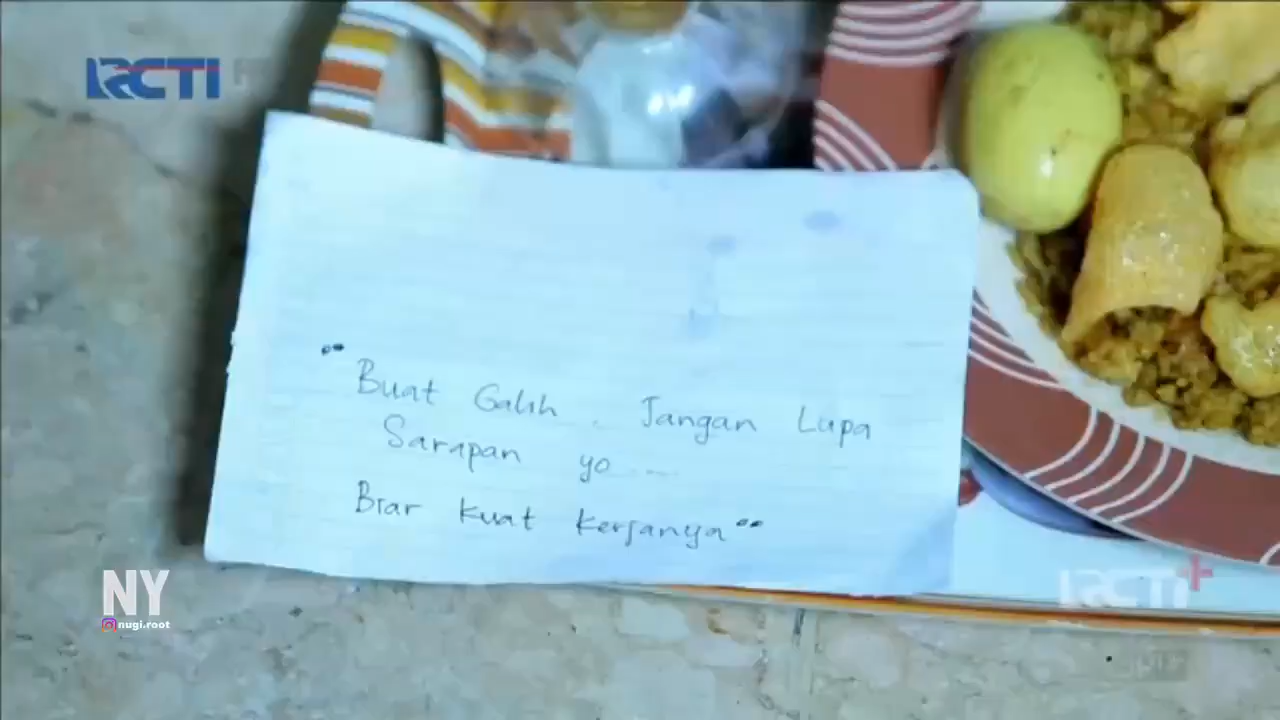 RCTI
"Buat Galih. Jangan Lupa
Sarapan yo....
Biar kuat kerjanya"
NY
nugi.root
RCTI+